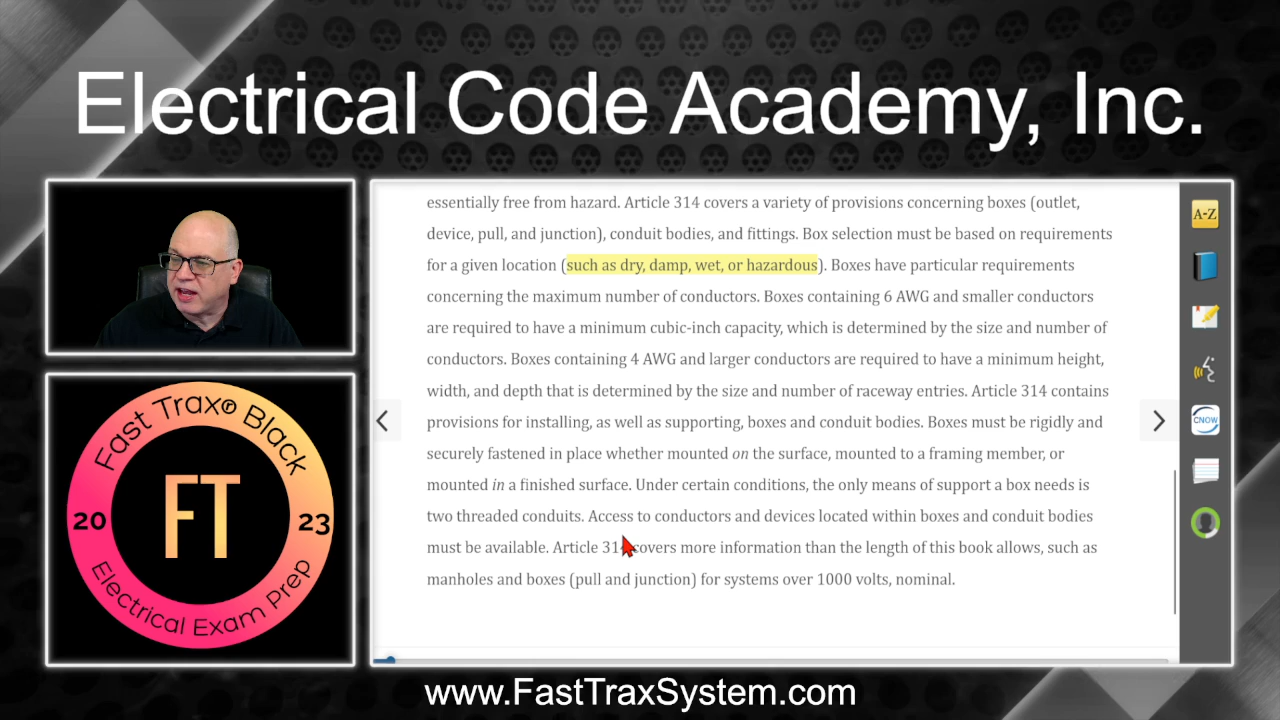 Electrical Code Academy, Inc.
essentially free from hazard. Article 314 covers a variety of provisions concerning boxes (outlet,
device, pull, and junction), conduit bodies, and fittings. Box selection must be based on requirements
for a given location (such as dry, damp, wet, or hazardous). Boxes have particular requirements
concerning the maximum number of conductors. Boxes containing 6 AWG and smaller conductors
are required to have a minimum cubic-inch capacity, which is determined by the size and number of
conductors. Boxes containing 4 AWG and larger conductors are required to have a minimum height,
width, and depth that is determined by the size and number of raceway entries. Article 314 contains
provisions for installing, as well as supporting, boxes and conduit bodies. Boxes must be rigidly and
securely fastened in place whether mounted on the surface, mounted to a framing member, or
mounted in a finished surface. Under certain conditions, the only means of support a box needs is
two threaded conduits. Access to conductors and devices located within boxes and conduit bodies
must be available. Article 314 covers more information than the length of this book allows, such as
manholes and boxes (pull and junction) for systems over 1000 volts, nominal.
A-Z
CNOW
Fast Trax® Black
20 FT 23
Electrical Exam Prep
www.FastTraxSystem.com